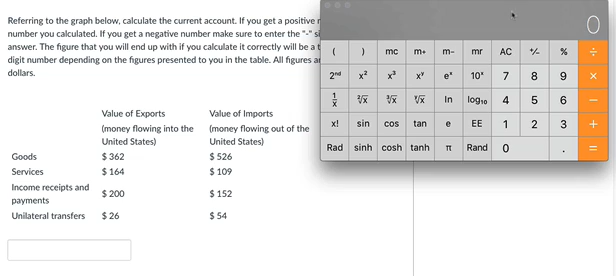 Referring to the graph below, calculate the current account. If you get a positive
number you calculated. If you get a negative number make sure to enter the "-"
answer. The figure that you will end up with if you calculate it correctly will be a
digit number depending on the figures presented to you in the table. All figures
dollars.
Value of Exports Value of Imports
(money flowing into the (money flowing out of the
United States) United States)
Goods $ 362 $ 526
Services $ 164 $ 109
Income receipts and
payments $ 200 $ 152
Unilateral transfers $ 26 $ 54
0
( ) mc m+ m- mr AC +/- % ÷
2nd x² x³ xʸ eˣ 10ˣ 7 8 9 ×
1/x ²√x ³√x ʸ√x ln log₁₀ 4 5 6 −
x! sin cos tan e EE 1 2 3 +
Rad sinh cosh tanh π Rand 0 . =